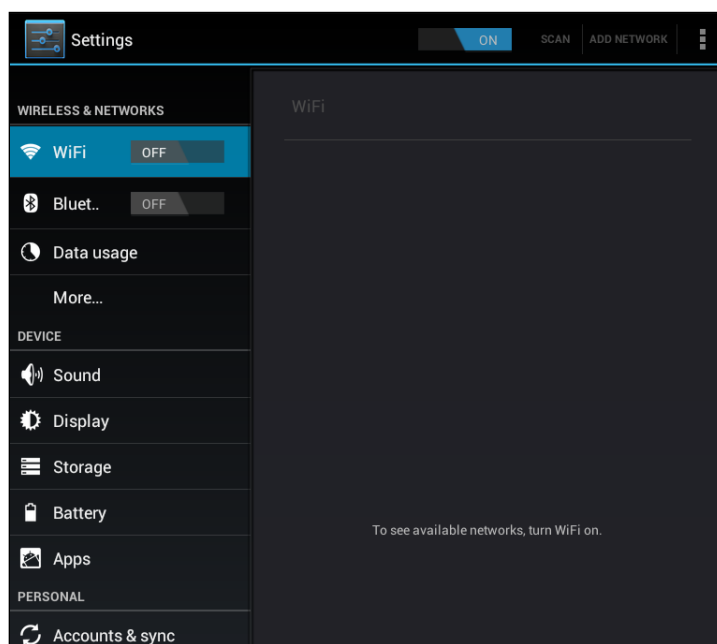 Settings
ON
SCAN
ADD NETWORK
WIRELESS & NETWORKS
WiFi OFF
Bluet.. OFF
Data usage
More...
DEVICE
Sound
Display
Storage
Battery
Apps
PERSONAL
Accounts & sync
WiFi
To see available networks, turn WiFi on.